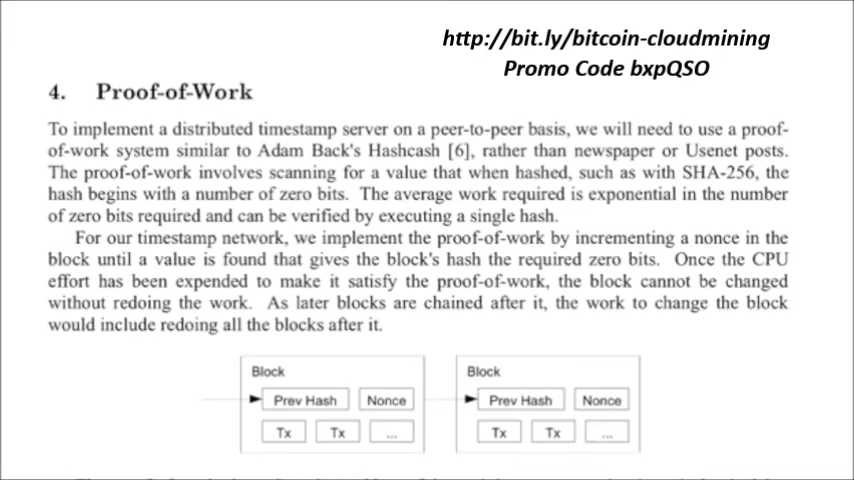 http://bit.ly/bitcoin-cloudmining
Promo Code bxpQSO
4. Proof-of-Work
To implement a distributed timestamp server on a peer-to-peer basis, we will need to use a proof-
of-work system similar to Adam Back's Hashcash [6], rather than newspaper or Usenet posts.
The proof-of-work involves scanning for a value that when hashed, such as with SHA-256, the
hash begins with a number of zero bits. The average work required is exponential in the number
of zero bits required and can be verified by executing a single hash.
For our timestamp network, we implement the proof-of-work by incrementing a nonce in the
block until a value is found that gives the block's hash the required zero bits. Once the CPU
effort has been expended to make it satisfy the proof-of-work, the block cannot be changed
without redoing the work. As later blocks are chained after it, the work to change the block
would include redoing all the blocks after it.
Block Block
Prev Hash Nonce Prev Hash Nonce
Tx Tx ... Tx Tx ...